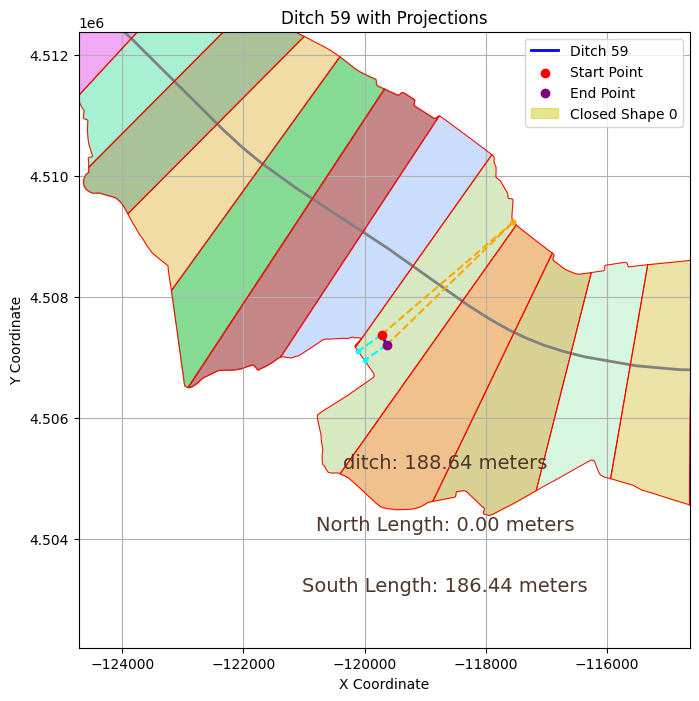 Ditch 59 with Projections
1e6
Ditch 59
Start Point
End Point
Closed Shape 0
4.512
4.510
4.508
4.506
4.504
Y Coordinate
ditch: 188.64 meters
North Length: 0.00 meters
South Length: 186.44 meters
−124000
−122000
−120000
−118000
−116000
X Coordinate